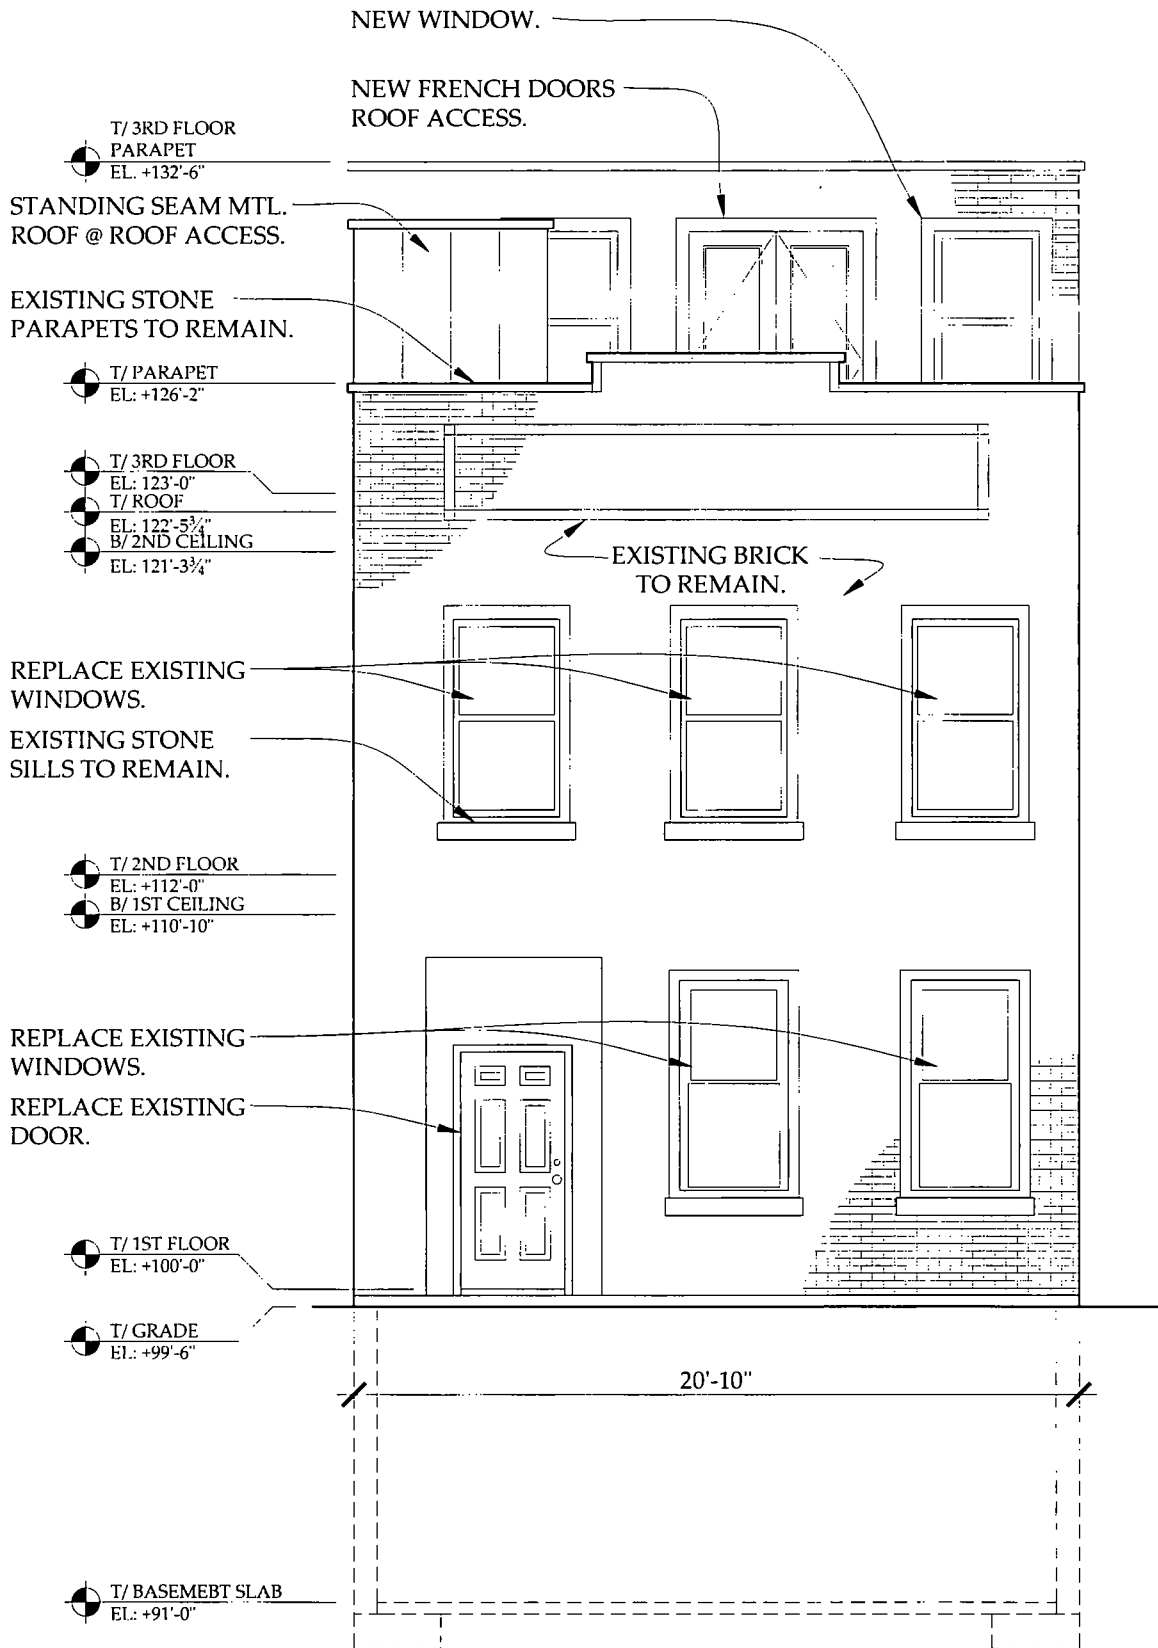 NEW WINDOW.
NEW FRENCH DOORS
ROOF ACCESS.
T/ 3RD FLOOR
PARAPET
EL. +132'-6"
STANDING SEAM MTL.
ROOF @ ROOF ACCESS.
EXISTING STONE
PARAPETS TO REMAIN.
T/ PARAPET
EL: +126'-2"
T/ 3RD FLOOR
EL: 123'-0"
T/ ROOF
EL: 122'-5¾"
B/ 2ND CEILING
EL: 121'-3¾"
EXISTING BRICK
TO REMAIN.
REPLACE EXISTING
WINDOWS.
EXISTING STONE
SILLS TO REMAIN.
T/ 2ND FLOOR
EL: +112'-0"
B/ 1ST CEILING
EL: +110'-10"
REPLACE EXISTING
WINDOWS.
REPLACE EXISTING
DOOR.
T/ 1ST FLOOR
EL: +100'-0"
T/ GRADE
EL: +99'-6"
20'-10"
T/ BASEMEBT SLAB
EL: +91'-0"